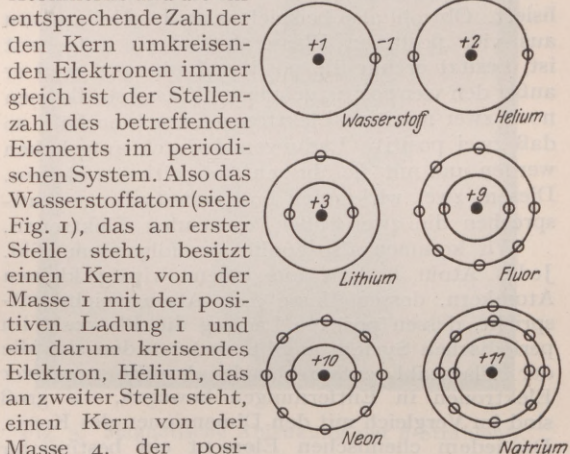 entsprechende Zahl der
den Kern umkreisen-
den Elektronen immer
gleich ist der Stellen-
zahl des betreffenden
Elements im periodi-
schen System. Also das
Wasserstoffatom (siehe
Fig. 1), das an erster
Stelle steht, besitzt
einen Kern von der
Masse 1 mit der posi-
tiven Ladung 1 und
ein darum kreisendes
Elektron, Helium, das
an zweiter Stelle steht,
einen Kern von der
Masse 4, der posi-
+1 -1
Wasserstoff
+2
Helium
+3
Lithium
+9
Fluor
+10
Neon
+11
Natrium